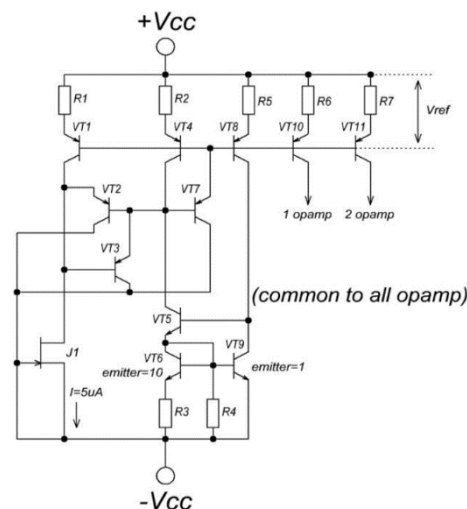 +Vcc
R1
R2
R5
R6
R7
Vref
VT1
VT4
VT8
VT10
VT11
VT2
VT7
1 opamp
2 opamp
VT3
(common to all opamp)
VT5
VT6
VT9
J1
emitter=10
emitter=1
I=5uA
R3
R4
-Vcc